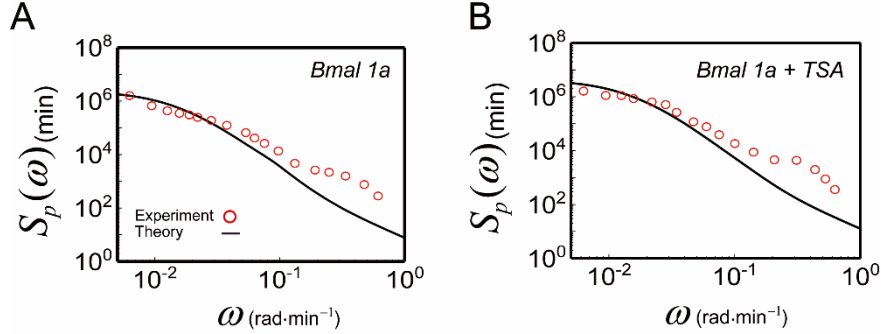 A
Bmal 1a
S_p(ω) (min)
10^8
10^6
10^4
10^2
10^0
Experiment
Theory
10^-2
10^-1
10^0
ω (rad·min^-1)
B
Bmal 1a + TSA
S_p(ω) (min)
10^8
10^6
10^4
10^2
10^0
10^-2
10^-1
10^0
ω (rad·min^-1)